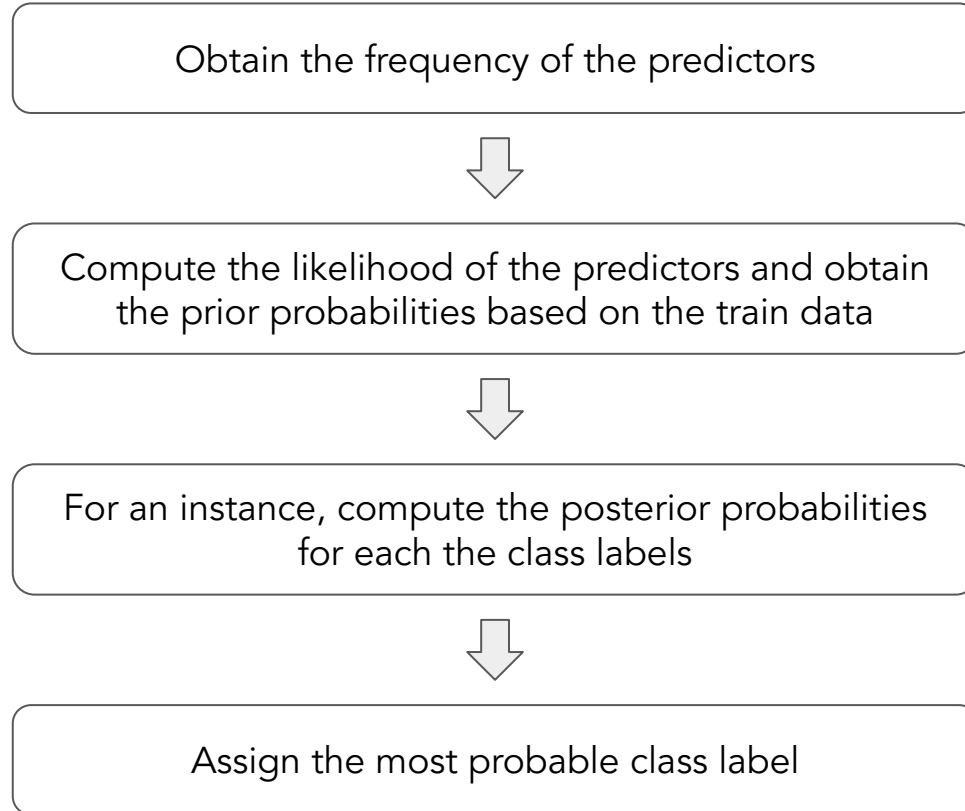 Obtain the frequency of the predictors
Compute the likelihood of the predictors and obtain
the prior probabilities based on the train data
For an instance, compute the posterior probabilities
for each the class labels
Assign the most probable class label